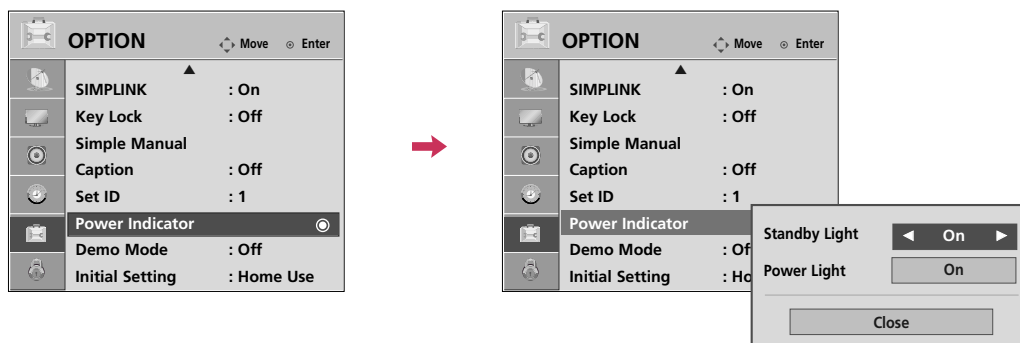 OPTION Move Enter
SIMPLINK : On
Key Lock : Off
Simple Manual
Caption : Off
Set ID : 1
Power Indicator
Demo Mode : Off
Initial Setting : Home Use
OPTION Move Enter
SIMPLINK : On
Key Lock : Off
Simple Manual
Caption : Off
Set ID : 1
Power Indicator
Demo Mode : Of
Initial Setting : Ho
Standby Light ◀ On ▶
Power Light On
Close